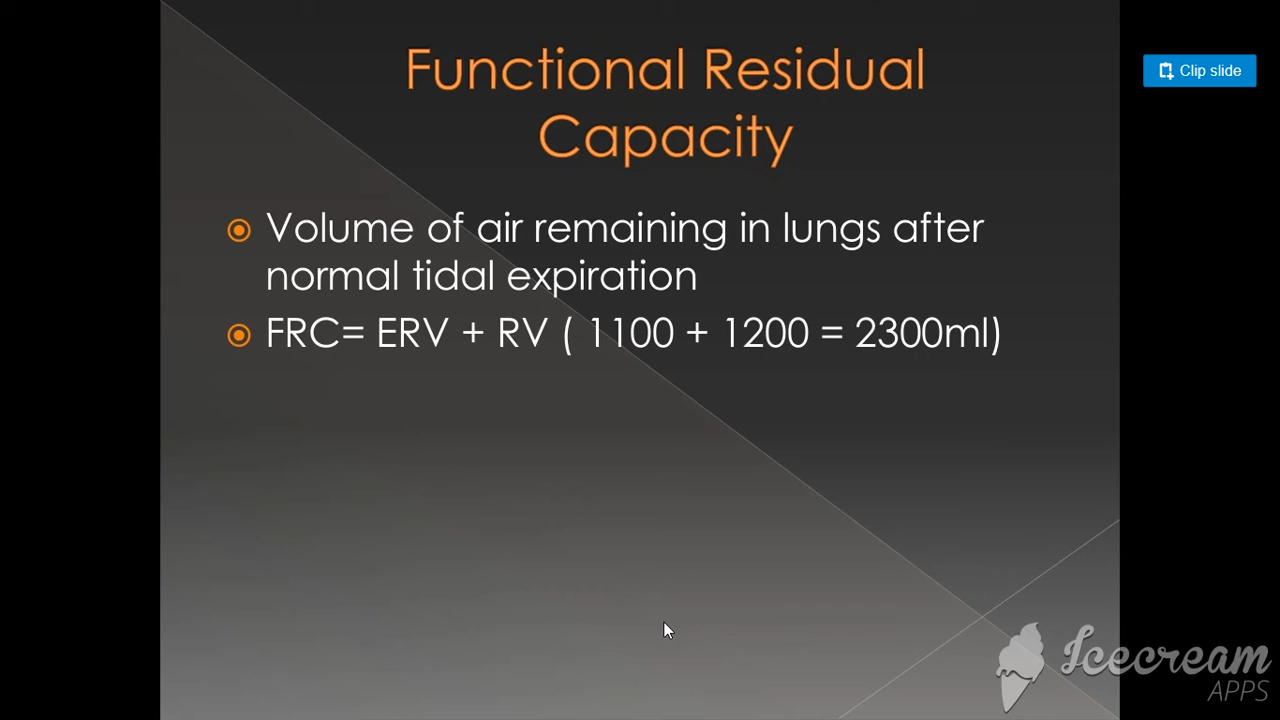 Functional Residual
Capacity
Clip slide
Volume of air remaining in lungs after
normal tidal expiration
FRC= ERV + RV ( 1100 + 1200 = 2300ml)
Icecream
APPS